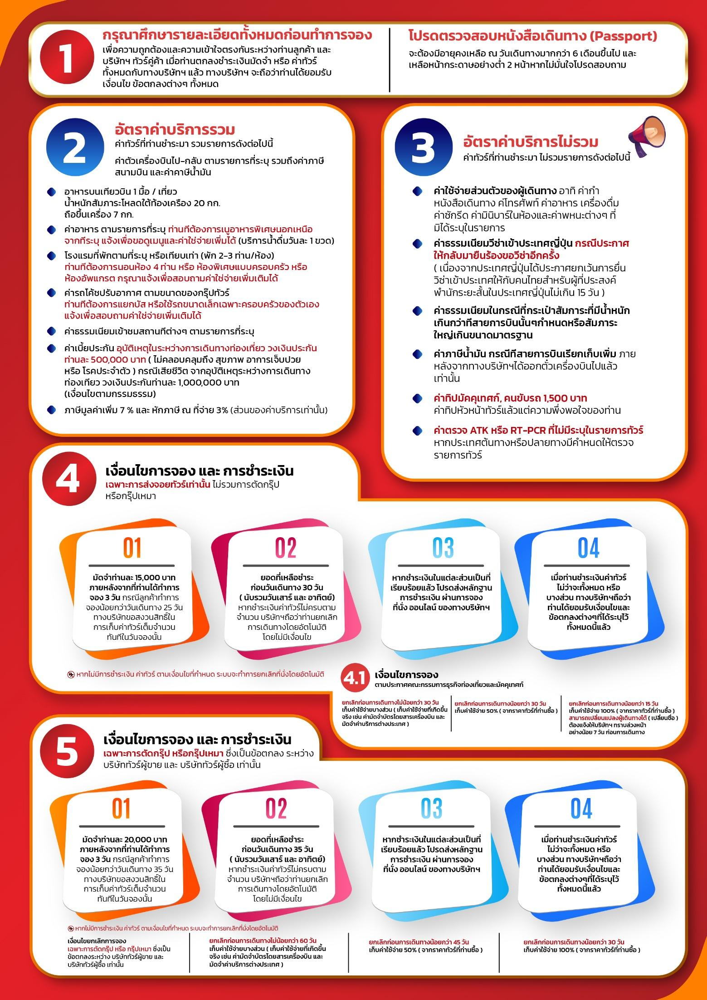 1
กรุณาศึกษารายละเอียดทั้งหมดก่อนทำการจอง
เพื่อความถูกต้องและความเข้าใจตรงกันระหว่างท่านลูกค้า และ
บริษัทฯ ทัวร์คู่ค้า เมื่อท่านตกลงชำระเงินมัดจำ หรือ ค่าทัวร์
ทั้งหมดกับทางบริษัทฯ แล้ว ทางบริษัทฯ จะถือว่าท่านได้ยอมรับ
เงื่อนไข ข้อตกลงต่างๆ ทั้งหมด
โปรดตรวจสอบหนังสือเดินทาง (Passport)
จะต้องมีอายุคงเหลือ ณ วันเดินทางมากกว่า 6 เดือนขึ้นไป และ
เหลือหน้ากระดาษอย่างต่ำ 2 หน้าหากไม่มั่นใจโปรดสอบถาม
2
อัตราค่าบริการรวม
ค่าทัวร์ที่ท่านชำระมา รวมรายการดังต่อไปนี้
ค่าตัวเครื่องบินไป-กลับ ตามรายการที่ระบุ รวมถึงค่าภาษี
สนามบิน และค่าคาษีน้ำมัน
อาหารบนเทียวบิน 1 มื้อ / เที่ยว
น้ำหนักสัมภาระโหลดใต้ท้องเครือง 20 กก.
ถือขึ้นเครื่อง 7 กก.
ค่าอาหาร ตามรายการที่ระบุ ท่านทีต้องการเนูอาหารพิเศษนอกเหนือ
จากทีระบุ แจ้งเพื่อขอดูเมนูและค่าใช่จ่ายเพิ่มได้ (บริการน้ำดื่มวันละ 1 ขวด)
โรงแรมที่พักตามที่ระบุ หรือเทียบเท่า (พัก 2-3 ท่าน/ห้อง)
ท่านทีต้องการนอนห้อง 4 ท่าน หรือ ห้องพิเศษแบบครอบครัว หรือ
ห้องอัพแกรต กรุณาแจ้งเพื่อสอบถามค่าใช่จ่ายเพิ่มเติมได้
ค่ารถโค้ชปรับอากาศ ตามขนาดของกรุ๊ปทัวร์
ท่านทีต้องการแยกบัส หรือใช้รถขนาดเล็กเฉพาะครอบครัวของตัวเอง
แจ้งเพื่อสอบถามค่าใช่จ่ายเพิ่มเติมได้
ค่าธรรมเนียมเข้าชมสถานทีต่างๆ ตามรายการที่ระบุ
ค่าเบี้ยประกัน อุบัติเหตุในระหว่างการเดินทางท่องเที่ยว วงเงินประกัน
ท่านละ 500,000 บาท ( ไม่คลอบคลุมถึง สุขภาพ อาการเจ็บปวย
หรือ โรคประจำตัว ) กรณีเสียชีวิต จากอุบัติเหตุระหว่างการเดินทาง
ท่องเทียว วงเงินประกันท่านละ 1,000,000 บาท
(เงื่อนไขตามกรรมธรรม)
ภาษีมูลค่าเพิ่ม 7 % และ หักภาษี ณ ที่จ่าย 3% (ส่วนของค่าบริการเท่านั้น)
3
อัตราค่าบริการไม่รวม
ค่าทัวร์ที่ท่านชำระมา ไม่รวมรายการดังต่อไปนี้
ค่าใช้จ่ายส่วนตัวของผู้เดินทาง อาทิ ค่ากำ
หนังสือเดินทาง ค่โทรศัพท์ ค่าอาหาร เครื่องดื่ม
ค่าซักรีด ค่ามินิบาร์ในห้องและค่าพหนะต่างๆ ที่
มิได้ระบุในรายการ
ค่าธรรมเนียมวีซ่าเข้าประเทศญี่ปุ่น กรณีประกาศ
ให้กลับมายืนร้องขอวีซ่าอีกครั้ง
( เนื่องจากประเทศญี่ปุ่นได้ประกาศยกเว้นการยื่น
วิซ่าเข้าประเทศให้กับคนไทยสำหรับผู้ที่ประสงค์
พำนักระยะสั้นในประเทศญี่ปุ่นไม่เกิน 15 วัน )
ค่าธรรมเนียมในกรณีที่กระเป๋าสัมการะที่มีน้ำหนัก
เกินกว่าทีสายการบินนั้นๆกำหนดหรือสัมภาระ
ใหญ่เกินขนาดมาตรฐาน
ค่าภาษีน้ำมัน กรณีทีสายการบินเรียกเก็บเพิ่ม ภาย
หลังจากทางบริษัทฯได้ออกตั๋วเครื่องบินไปแล้ว
เท่านั้น
ค่าทิปมัคคุเทศก์, คนขับรถ 1,500 บาท
ค่าทิปหัวหน้าทัวร์แล้วแต่ความพึ่งพอใจของท่าน
ค่าตรวจ ATK หรือ RT-PCR ที่ไม่มีระบุในรายการทัวร์
หากประเทศต้นทางหรือปลายทางมีคำหนดให้ตรวจ
รายการทัวร์
4
เงื่อนไขการจอง และ การชำระเงิน
เฉพาะการส่งจอยทัวร์เท่านั้น ไม่รวมการตัดกรุ๊ป
หรือกรุ๊ปเหมา
01
มัดจำท่านละ 15,000 บาท
ภายหลังจากที่ท่านได้ทำการ
จอง 3 วัน กรณีลูกค้าทำการ
จองน้อยกว่าวันเดินทาง 25 วัน
ทางบริษัทขอสงวนสิทธิ์ใน
การเก็บค่าทัวร์เต็มจำนวน
ทันทีในวันจองนั้น
02
ยอดที่เหลือชำระ
ก่อนวันเดินทาง 30 วัน
( นับรวมวันเสาร์ และ อาทิตย์)
หากชำระเงินค่าทัวร์ไม่ครบตาม
จำนวน บริษัทฯถือว่าท่านยกเลิก
การเดินทางโดยอัตโนมัติ
โดยไม่มีเงื่อนไข
03
หากชำระเงินในแต่ละส่วนเป็นที่
เรียบร้อยแล้ว โปรดส่งหลักฐาน
การชำระเงิน ผ่านการจอง
ที่นั่ง ออนไลน์ ของทางบริษัทฯ
04
เมื่อท่านชำระเงินค่าทัวร์
ไม่ว่าจะทั้งหมด หรือ
บางส่วน ทางบริษัทฯถือว่า
ท่านได้ยอมรับเงื่อนไขและ
ข้อตกลงต่างๆที่ได้ระบุไว้
ทั้งหมดนี้แล้ว
หากไม่มีการชำระเงิน ค่าทัวร์ ตามเงื่อนไขที่กำหนด ระบบจะทำการยกเลิกที่นั่งโดยอัตโนมัติ
4.1
เงื่อนไขการจอง
ตามประกาศคณะกรรมการธุรกิจท่องเที่ยวและมัคคุเทศก์
ยกเลิกก่อนการเดินทางไม่น้อยกว่า 30 วัน
เก็บค่าใช้จ่ายบางส่วน ( เก็บค่าใช้จ่ายที่เกิดขึ้น
จริง เช่น ค่ามัดจำบัตรโดยสารเครื่องบิน และ
มัดจำค่าบริการต่างประเทศ )
ยกเลิกก่อนการเดินทางน้อยกว่า 30 วัน
เก็บค่าใช้จ่าย 50% ( จากราคาทัวร์ที่ท่านซื้อ )
ยกเลิกก่อนการเดินทางน้อยกว่า 15 วัน
เก็บค่าใช้จ่าย 100% ( จากราคาทัวร์ที่ท่านซื้อ )
สามารถเปลี่ยนแปลงผู้เดินทางได้ ( เปลี่ยนชื่อ )
ต้องแจ้งให้บริษัทฯ ทราบล่วงหน้า
อย่างน้อย 7 วัน ก่อนการเดินทาง
5
เงื่อนไขการจอง และ การชำระเงิน
เฉพาะการตัดกรุ๊ป หรือกรุ๊ปเหมา ซึ่งเป็นข้อตกลง ระหว่าง
บริษัททัวร์ผู้ขาย และ บริษัททัวร์ผู้ซื้อ เท่านั้น
01
มัดจำท่านละ 20,000 บาท
ภายหลังจากที่ท่านได้ทำการ
จอง 3 วัน กรณีลูกค้าทำการ
จองน้อยกว่าวันเดินทาง 35 วัน
ทางบริษัทขอสงวนสิทธิ์ใน
การเก็บค่าทัวร์เต็มจำนวน
ทันทีในวันจองนั้น
02
ยอดที่เหลือชำระ
ก่อนวันเดินทาง 35 วัน
( นับรวมวันเสาร์ และ อาทิตย์)
หากชำระเงินค่าทัวร์ไม่ครบตาม
จำนวน บริษัทฯถือว่าท่านยกเลิก
การเดินทางโดยอัตโนมัติ
โดยไม่มีเงื่อนไข
03
หากชำระเงินในแต่ละส่วนเป็นที่
เรียบร้อยแล้ว โปรดส่งหลักฐาน
การชำระเงิน ผ่านการจอง
ที่นั่ง ออนไลน์ ของทางบริษัทฯ
04
เมื่อท่านชำระเงินค่าทัวร์
ไม่ว่าจะทั้งหมด หรือ
บางส่วน ทางบริษัทฯถือว่า
ท่านได้ยอมรับเงื่อนไขและ
ข้อตกลงต่างๆที่ได้ระบุไว้
ทั้งหมดนี้แล้ว
หากไม่มีการชำระเงิน ค่าทัวร์ ตามเงื่อนไขที่กำหนด ระบบจะทำการยกเลิกที่นั่งโดยอัตโนมัติ
เงื่อนไขยกเลิกการจอง
เฉพาะการตัดกรุ๊ป หรือ กรุ๊ปเหมา ซึ่งเป็น
ข้อตกลงระหว่าง บริษัททัวร์ผู้ขาย และ
บริษัททัวร์ผู้ซื้อ เท่านั้น
ยกเลิกก่อนการเดินทางไม่น้อยกว่า 60 วัน
เก็บค่าใช้จ่ายบางส่วน ( เก็บค่าใช้จ่ายที่เกิดขึ้น
จริง เช่น ค่ามัดจำบัตรโดยสารเครื่องบิน และ
มัดจำค่าบริการต่างประเทศ )
ยกเลิกก่อนการเดินทางน้อยกว่า 45 วัน
เก็บค่าใช้จ่าย 50% ( จากราคาทัวร์ที่ท่านซื้อ )
ยกเลิกก่อนการเดินทางน้อยกว่า 30 วัน
เก็บค่าใช้จ่าย 100% ( จากราคาทัวร์ที่ท่านซื้อ )